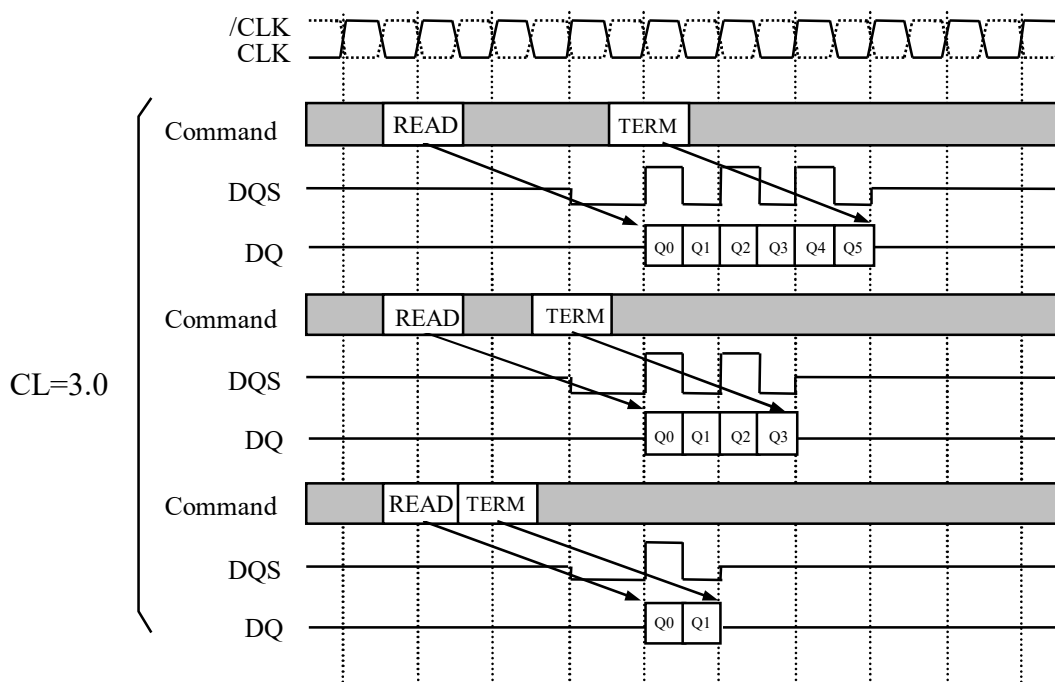 /CLK
CLK
Command READ TERM
DQS
DQ Q0 Q1 Q2 Q3 Q4 Q5
Command READ TERM
CL=3.0
DQS
DQ Q0 Q1 Q2 Q3
Command READ TERM
DQS
DQ Q0 Q1